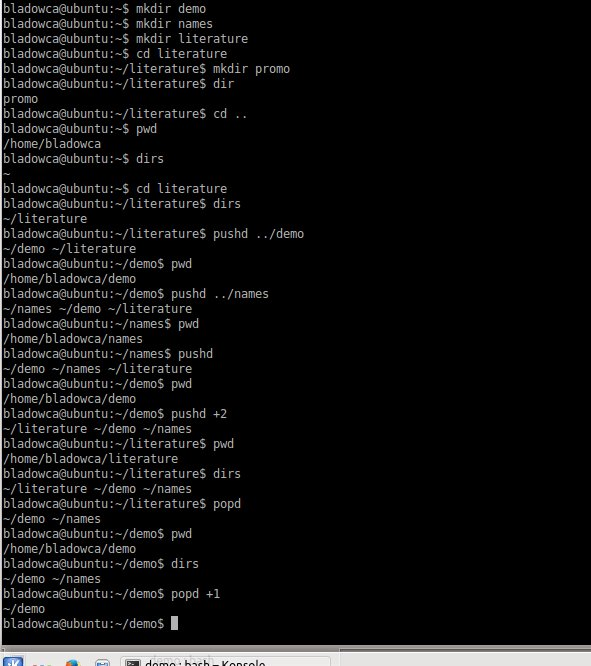 bladowca@ubuntu:~$ mkdir demo
bladowca@ubuntu:~$ mkdir names
bladowca@ubuntu:~$ mkdir literature
bladowca@ubuntu:~$ cd literature
bladowca@ubuntu:~/literature$ mkdir promo
bladowca@ubuntu:~/literature$ dir
promo
bladowca@ubuntu:~/literature$ cd ..
bladowca@ubuntu:~$ pwd
/home/bladowca
bladowca@ubuntu:~$ dirs
~
bladowca@ubuntu:~$ cd literature
bladowca@ubuntu:~/literature$ dirs
~/literature
bladowca@ubuntu:~/literature$ pushd ../demo
~/demo ~/literature
bladowca@ubuntu:~/demo$ pwd
/home/bladowca/demo
bladowca@ubuntu:~/demo$ pushd ../names
~/names ~/demo ~/literature
bladowca@ubuntu:~/names$ pwd
/home/bladowca/names
bladowca@ubuntu:~/names$ pushd
~/demo ~/names ~/literature
bladowca@ubuntu:~/demo$ pwd
/home/bladowca/demo
bladowca@ubuntu:~/demo$ pushd +2
~/literature ~/demo ~/names
bladowca@ubuntu:~/literature$ pwd
/home/bladowca/literature
bladowca@ubuntu:~/literature$ dirs
~/literature ~/demo ~/names
bladowca@ubuntu:~/literature$ popd
~/demo ~/names
bladowca@ubuntu:~/demo$ pwd
/home/bladowca/demo
bladowca@ubuntu:~/demo$ dirs
~/demo ~/names
bladowca@ubuntu:~/demo$ popd +1
~/demo
bladowca@ubuntu:~/demo$
demo : bash – Konsole